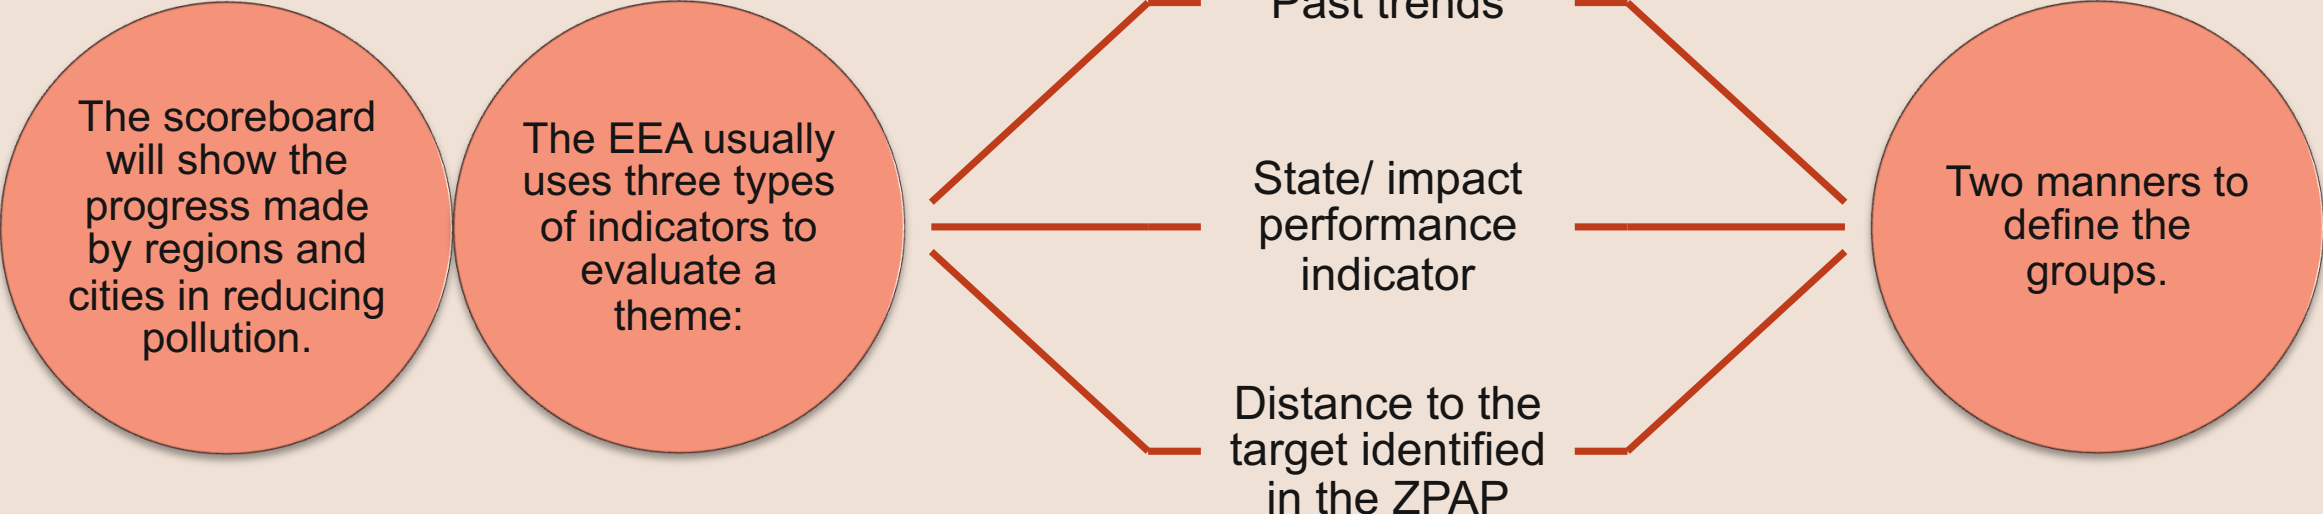 The scoreboard
will show the
progress made
by regions and
cities in reducing
pollution.
The EEA usually
uses three types
of indicators to
evaluate a
theme:
Past trends
State/ impact
performance
indicator
Distance to the
target identified
in the ZPAP
Two manners to
define the
groups.